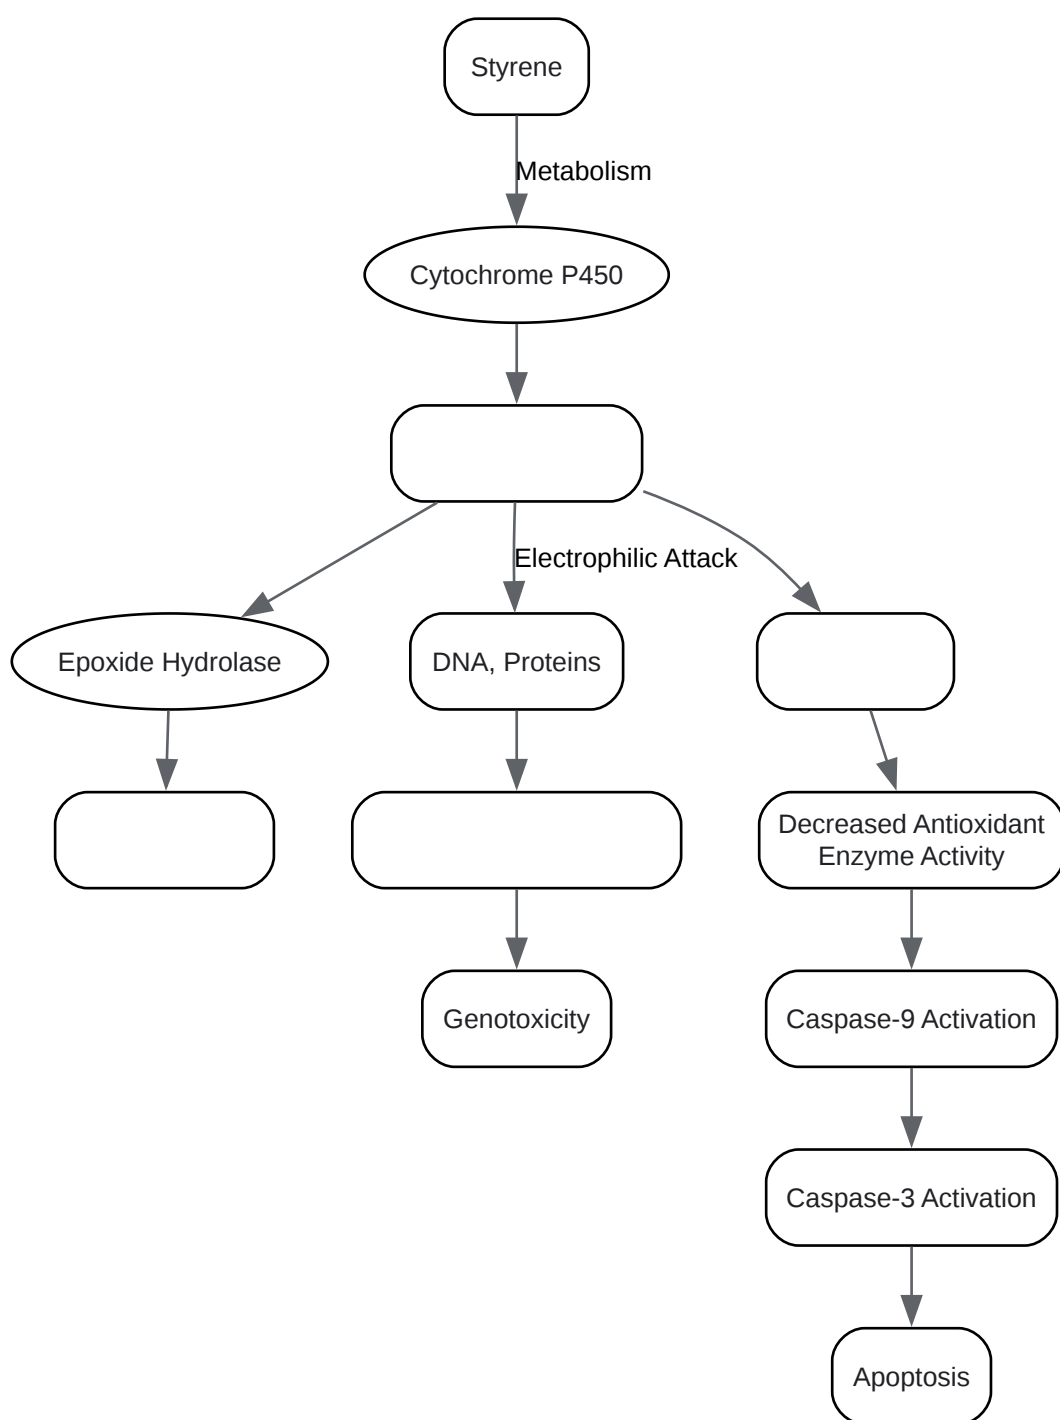 Styrene
Metabolism
Cytochrome P450
Electrophilic Attack
Epoxide Hydrolase
DNA, Proteins
Decreased Antioxidant
Enzyme Activity
Genotoxicity
Caspase-9 Activation
Caspase-3 Activation
Apoptosis